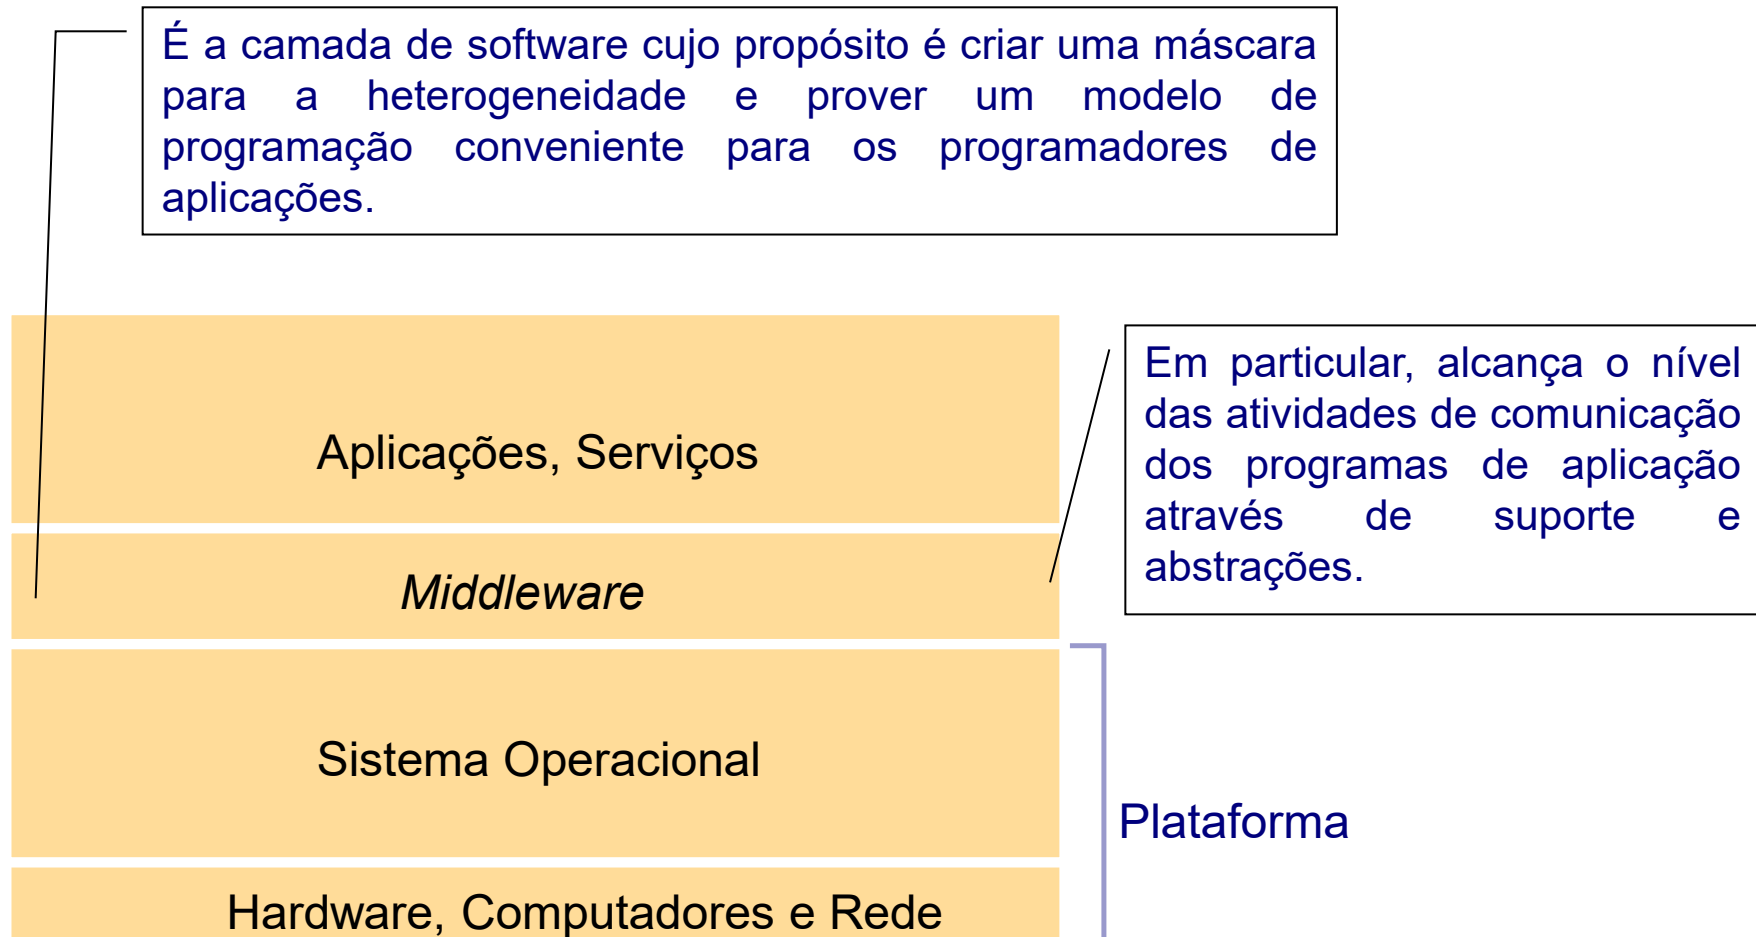 É a camada de software cujo propósito é criar uma máscara
para a heterogeneidade e prover um modelo de
programação conveniente para os programadores de
aplicações.
Aplicações, Serviços
Em particular, alcança o nível
das atividades de comunicação
dos programas de aplicação
através de suporte e
abstrações.
Middleware
Sistema Operacional
Plataforma
Hardware, Computadores e Rede